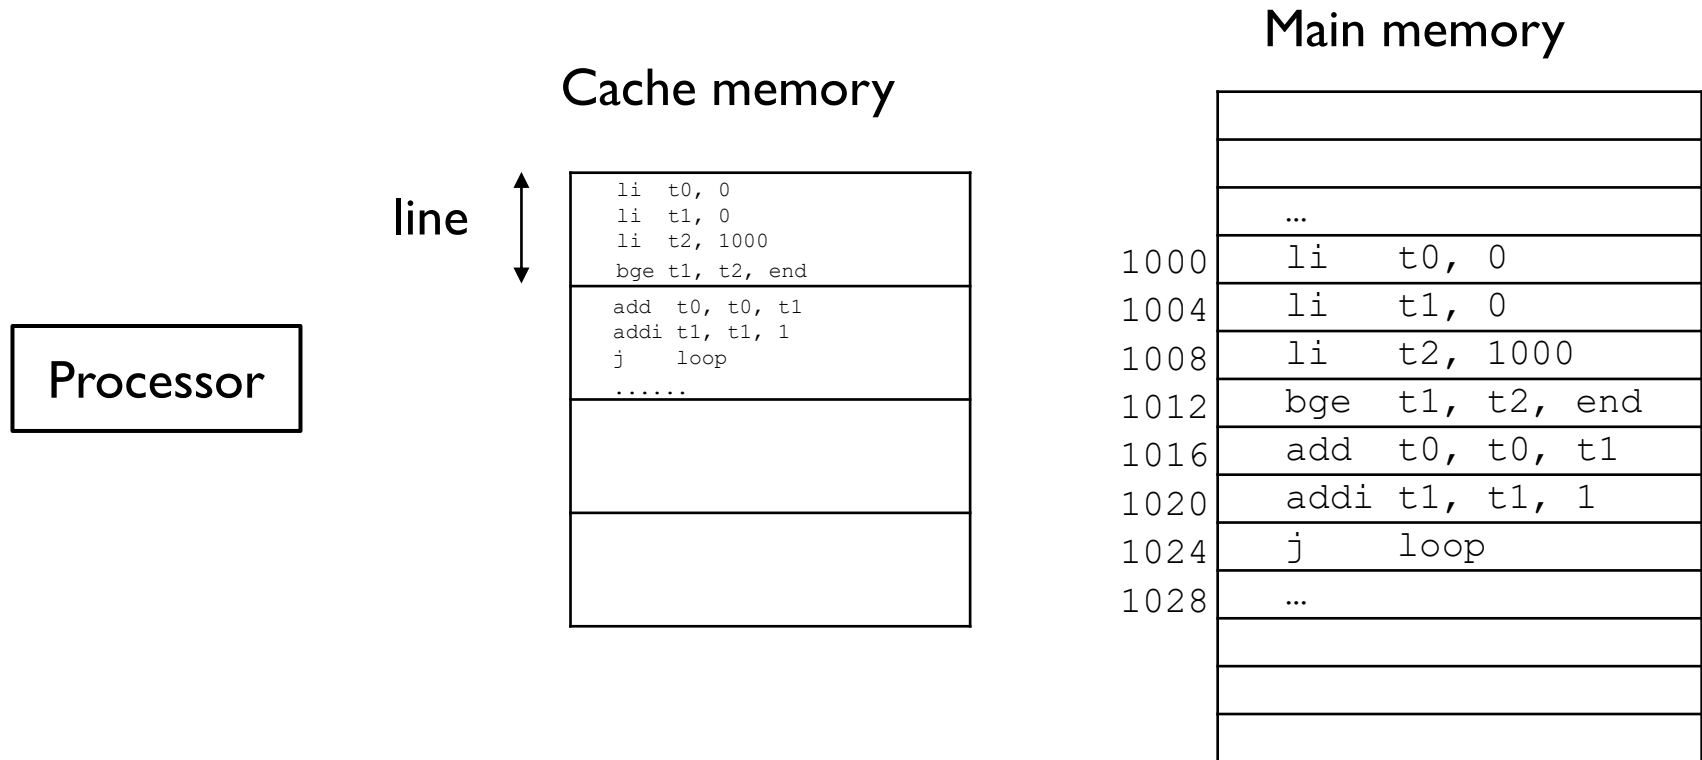 Main memory
Cache memory
line
li t0, 0
li t1, 0
li t2, 1000
bge t1, t2, end
add t0, t0, t1
addi t1, t1, 1
j loop
......
Processor
…
1000 li t0, 0
1004 li t1, 0
1008 li t2, 1000
1012 bge t1, t2, end
1016 add t0, t0, t1
1020 addi t1, t1, 1
1024 j loop
1028 …